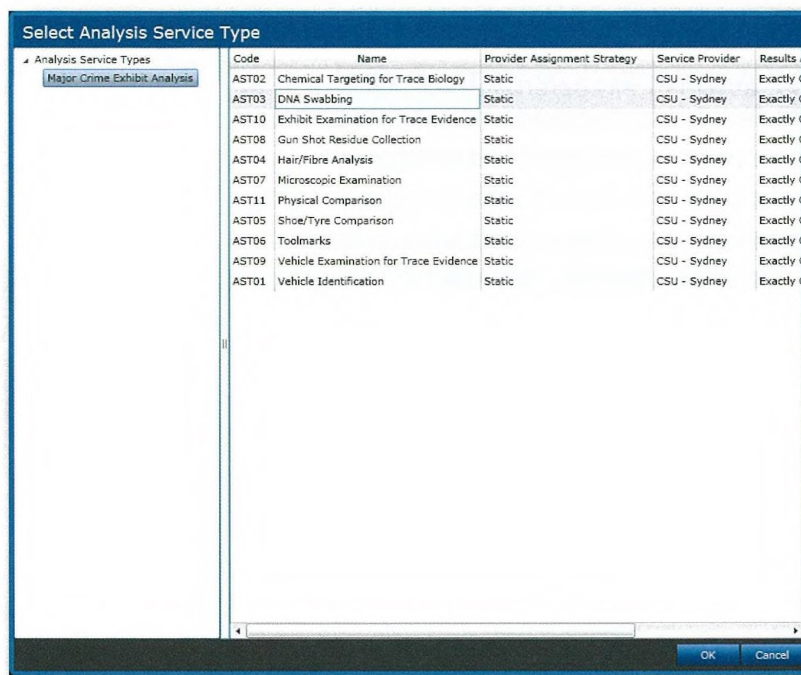 Select Analysis Service Type
Analysis Service Types
Major Crime Exhibit Analysis
Code Name Provider Assignment Strategy Service Provider Results
AST02 Chemical Targeting for Trace Biology Static CSU - Sydney Exactly
AST03 DNA Swabbing Static CSU - Sydney Exactly
AST10 Exhibit Examination for Trace Evidence Static CSU - Sydney Exactly
AST08 Gun Shot Residue Collection Static CSU - Sydney Exactly
AST04 Hair/Fibre Analysis Static CSU - Sydney Exactly
AST07 Microscopic Examination Static CSU - Sydney Exactly
AST11 Physical Comparison Static CSU - Sydney Exactly
AST05 Shoe/Tyre Comparison Static CSU - Sydney Exactly
AST06 Toolmarks Static CSU - Sydney Exactly
AST09 Vehicle Examination for Trace Evidence Static CSU - Sydney Exactly
AST01 Vehicle Identification Static CSU - Sydney Exactly
OK Cancel